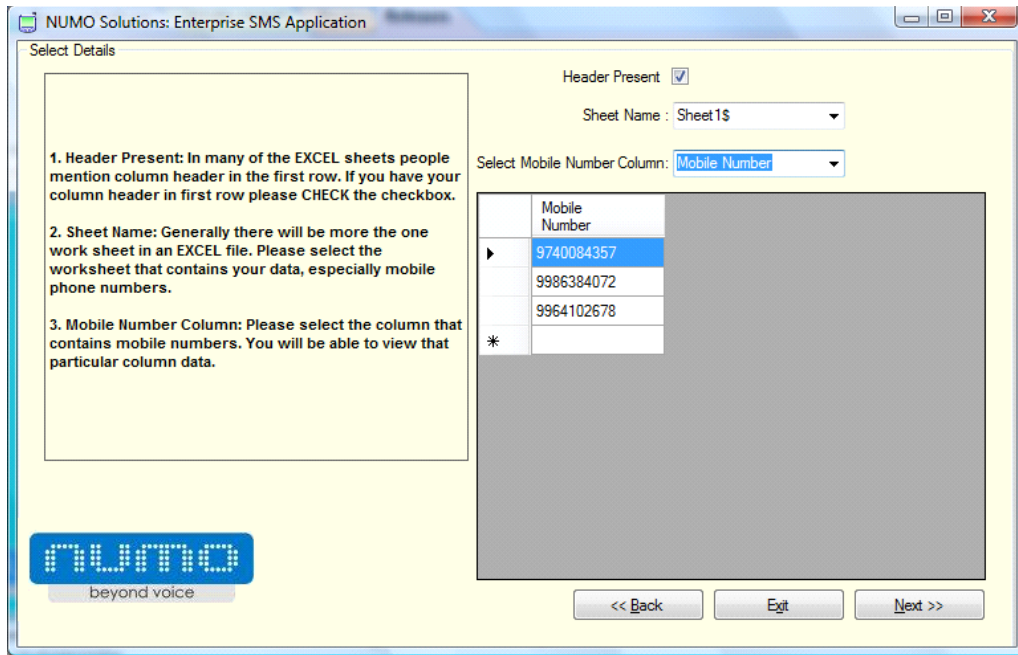 NUMO Solutions: Enterprise SMS Application
Select Details
1. Header Present: In many of the EXCEL sheets people
mention column header in the first row. If you have your
column header in first row please CHECK the checkbox.
2. Sheet Name: Generally there will be more the one
work sheet in an EXCEL file. Please select the
worksheet that contains your data, especially mobile
phone numbers.
3. Mobile Number Column: Please select the column that
contains mobile numbers. You will be able to view that
particular column data.
Header Present
Sheet Name : Sheet1$
Select Mobile Number Column: Mobile Number
Mobile
Number
9740084357
9986384072
9964102678
numo
beyond voice
<< Back
Exit
Next >>